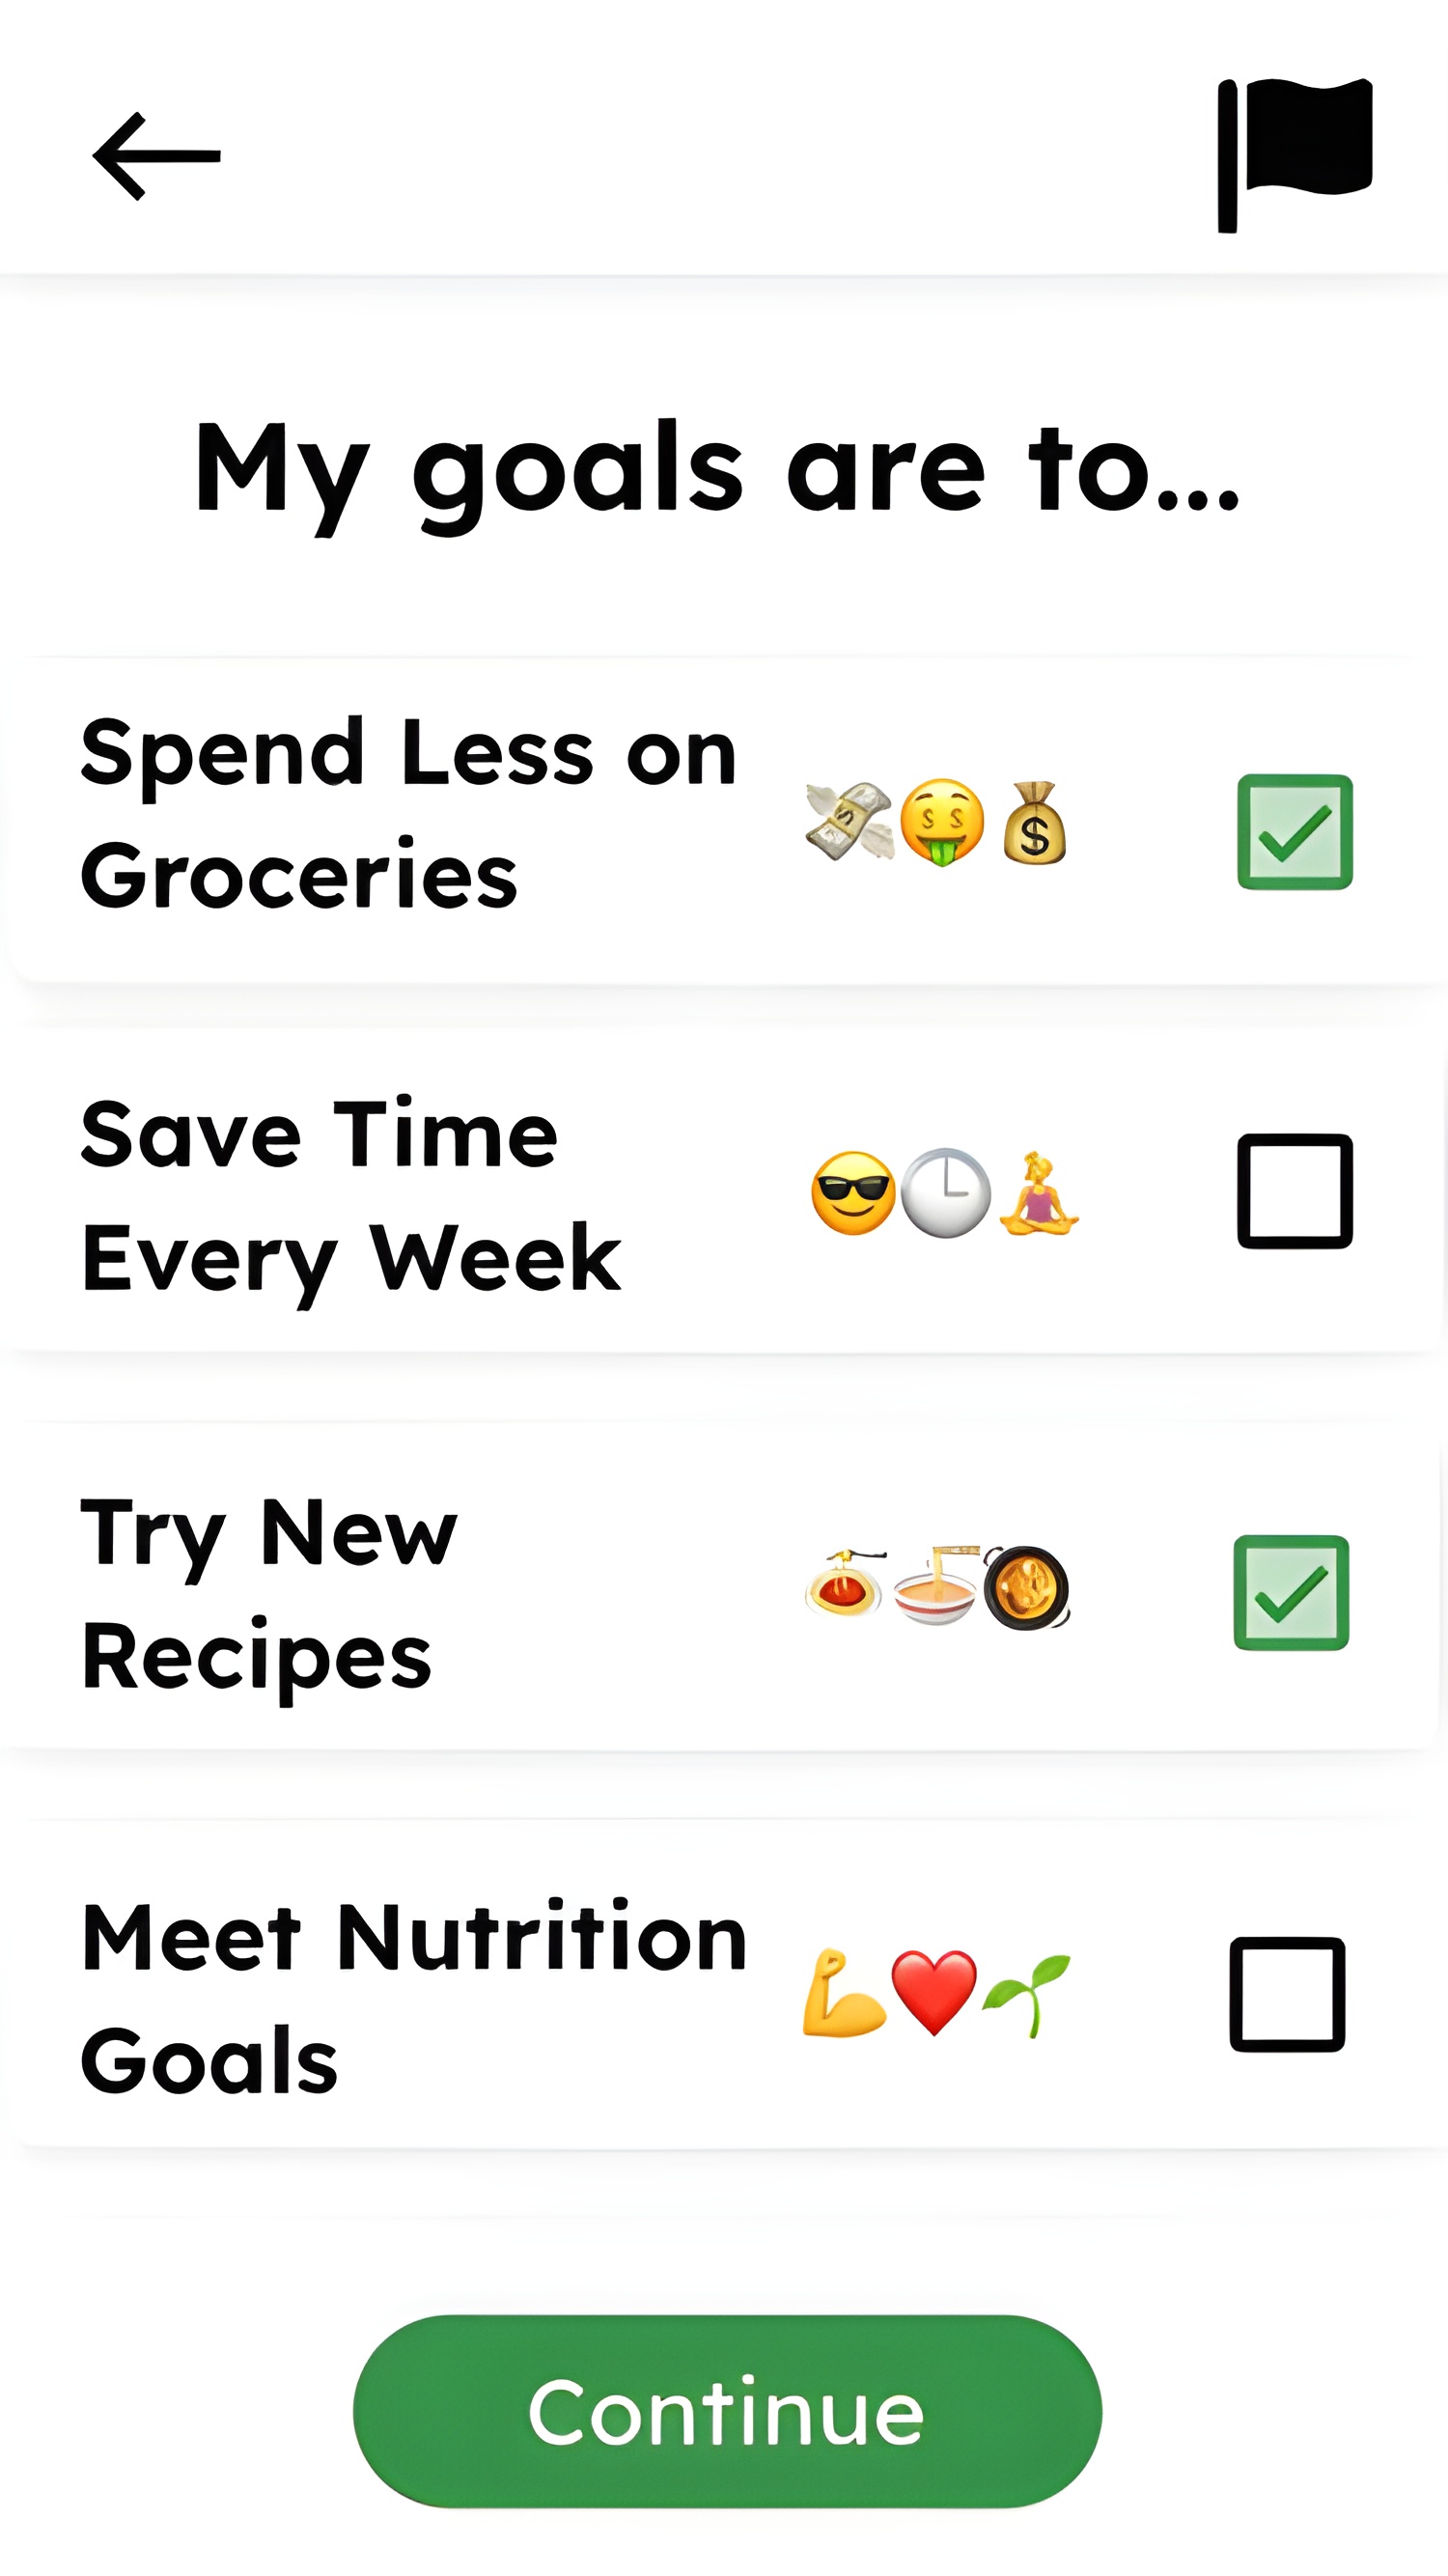 My goals are to...
Spend Less on
Groceries
Save Time
Every Week
Try New
Recipes
Meet Nutrition
Goals
Continue